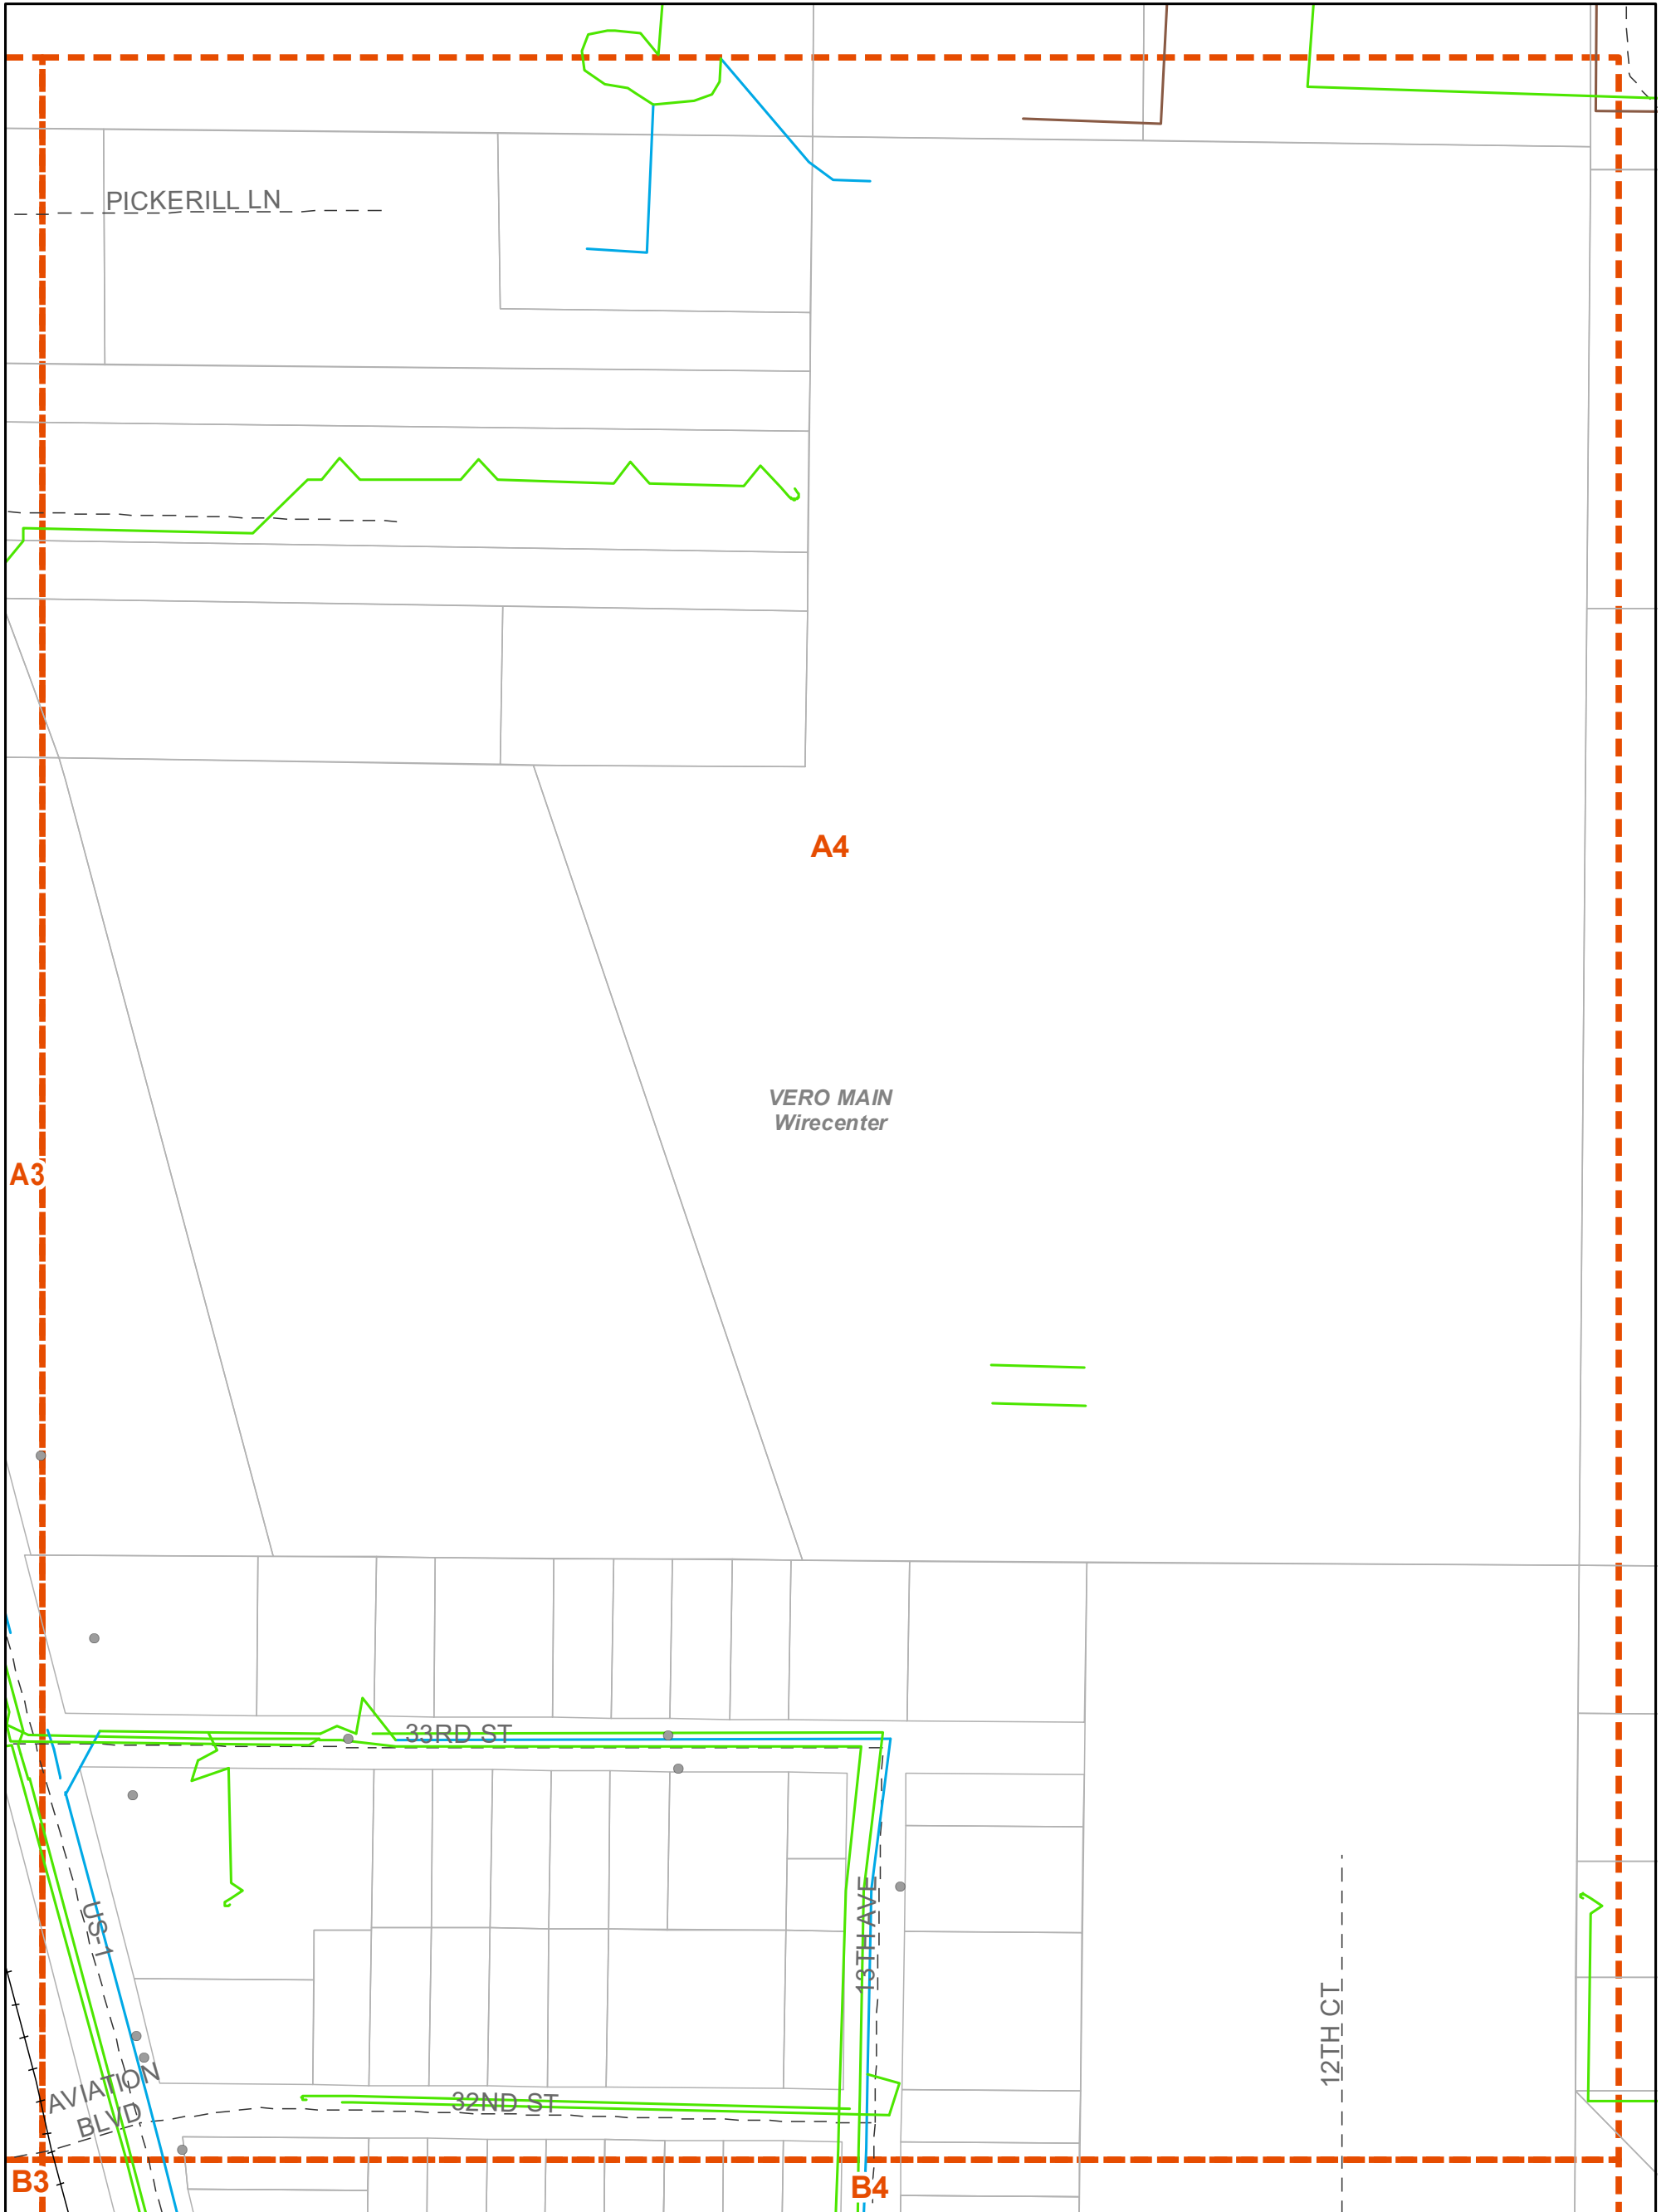 PICKERILL LN
A4
VERO MAIN
Wirecenter
A3
33RD ST
US-1
13TH AVE
12TH CT
AVIATION
BLVD
32ND ST
B3
B4